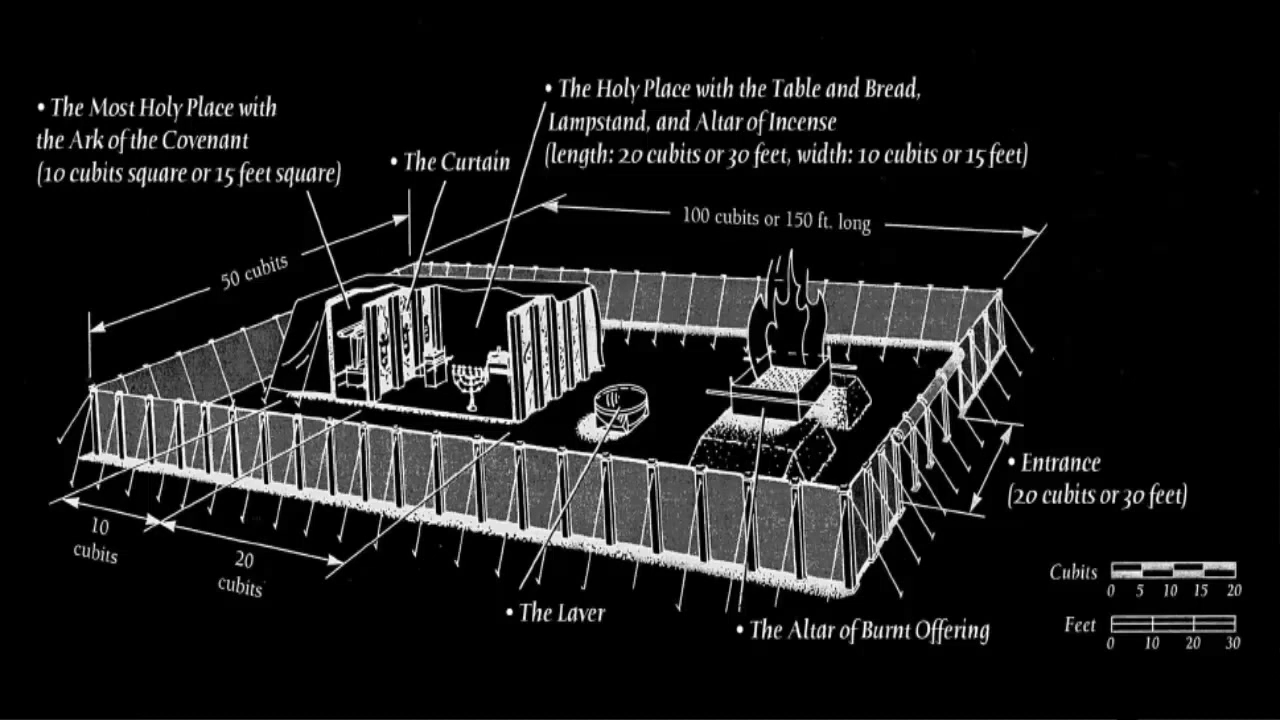 • The Most Holy Place with
the Ark of the Covenant
(10 cubits square or 15 feet square)
• The Curtain
• The Holy Place with the Table and Bread,
Lampstand, and Altar of Incense
(length: 20 cubits or 30 feet, width: 10 cubits or 15 feet)
50 cubits
100 cubits or 150 ft. long
• Entrance
(20 cubits or 30 feet)
10
cubits
20
cubits
• The Laver
• The Altar of Burnt Offering
Cubits
0 5 10 15 20
Feet
0 10 20 30